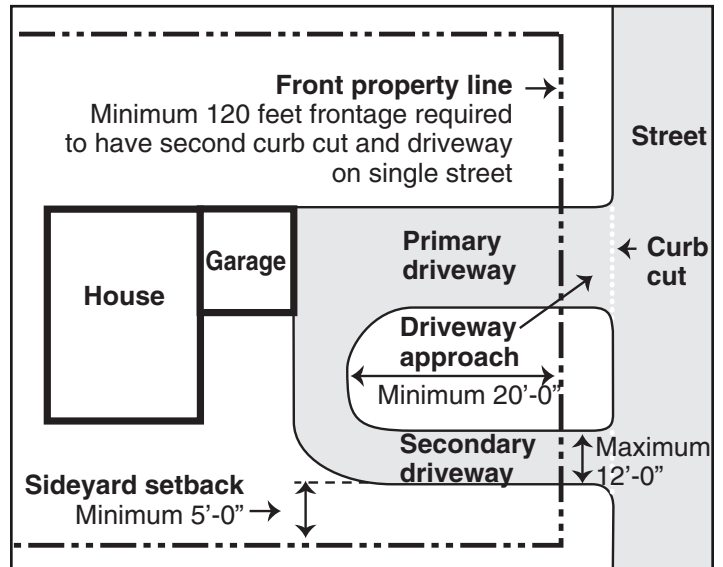 Front property line
Minimum 120 feet frontage required
to have second curb cut and driveway
on single street
Street
Primary
driveway
Curb
cut
Garage
House
Driveway
approach
Minimum 20'-0”
Secondary
driveway
Maximum
12'-0”
Sideyard setback
Minimum 5'-0”